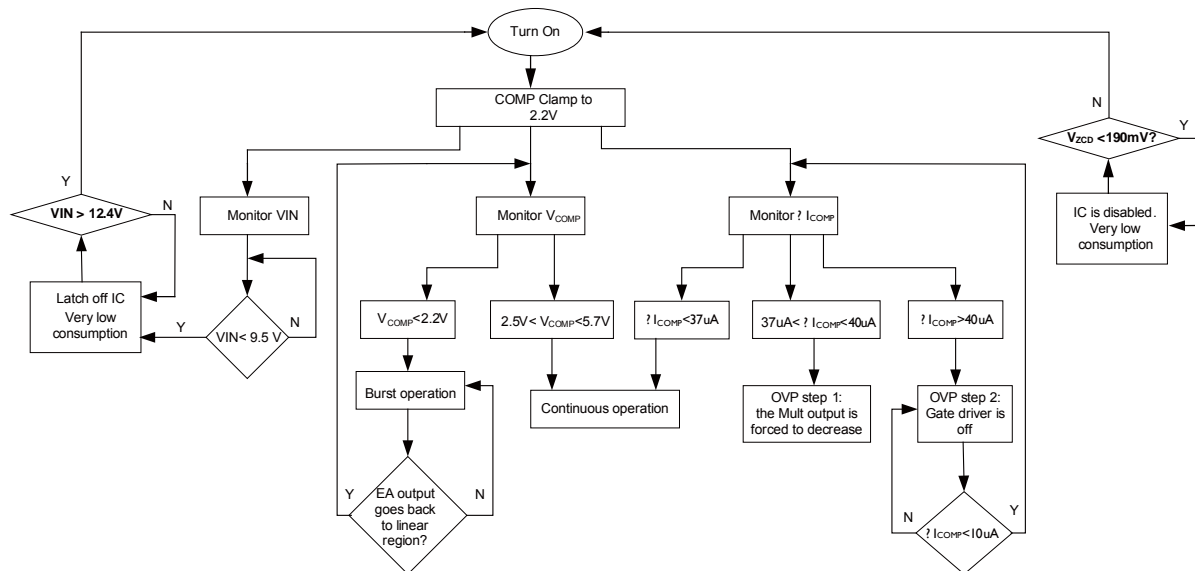 Turn On
COMP Clamp to
2.2V
N
VZCD <190mV?
Y
IC is disabled.
Very low
consumption
Y
VIN > 12.4V
N
Latch off IC
Very low
consumption
Monitor VIN
Y
VIN< 9.5 V
N
Monitor VCOMP
VCOMP<2.2V
2.5V< VCOMP<5.7V
Burst operation
Continuous operation
Y
EA output
goes back
to linear
region?
N
Monitor ? ICOMP
? ICOMP<37uA
37uA< ? ICOMP<40uA
? ICOMP>40uA
OVP step 1:
the Mult output is
forced to decrease
OVP step 2:
Gate driver is
off
N
? ICOMP<10uA
Y